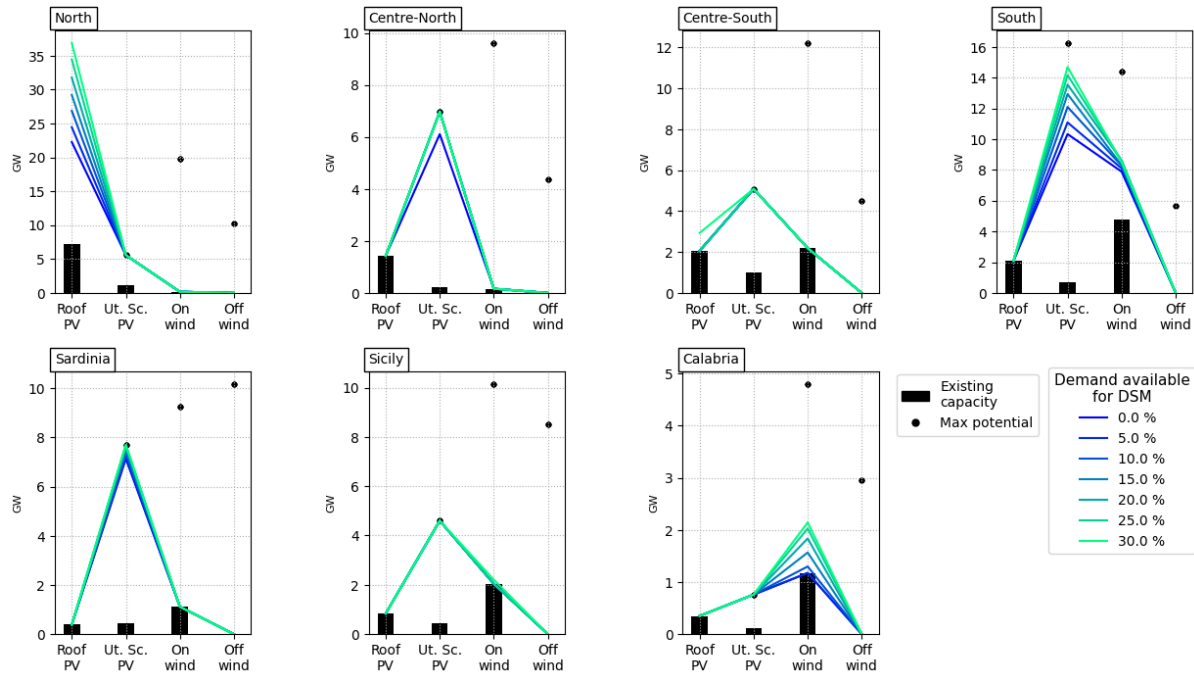 North
Centre-North
Centre-South
South
35
30
25
20
15
10
5
0
GW
Roof
PV
Ut. Sc.
PV
On
wind
Off
wind
10
8
6
4
2
0
GW
Roof
PV
Ut. Sc.
PV
On
wind
Off
wind
12
10
8
6
4
2
0
GW
Roof
PV
Ut. Sc.
PV
On
wind
Off
wind
16
14
12
10
8
6
4
2
0
GW
Roof
PV
Ut. Sc.
PV
On
wind
Off
wind
Sardinia
Sicily
Calabria
10
8
6
4
2
0
GW
Roof
PV
Ut. Sc.
PV
On
wind
Off
wind
10
8
6
4
2
0
GW
Roof
PV
Ut. Sc.
PV
On
wind
Off
wind
5
4
3
2
1
0
GW
Roof
PV
Ut. Sc.
PV
On
wind
Off
wind
Existing
capacity
Max potential
Demand available
for DSM
0.0 %
5.0 %
10.0 %
15.0 %
20.0 %
25.0 %
30.0 %